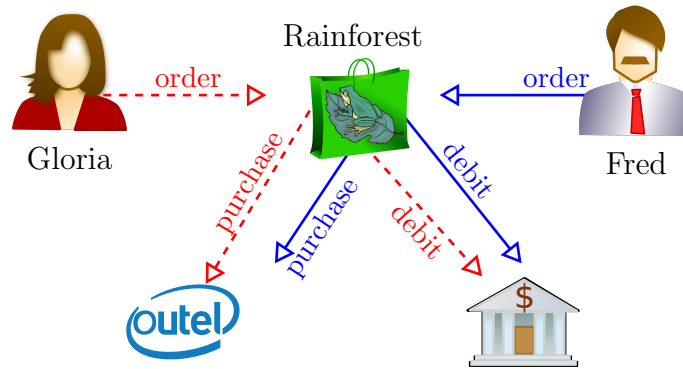 Rainforest
order
order
Gloria
Fred
purchase
purchase
debit
debit
outel
$